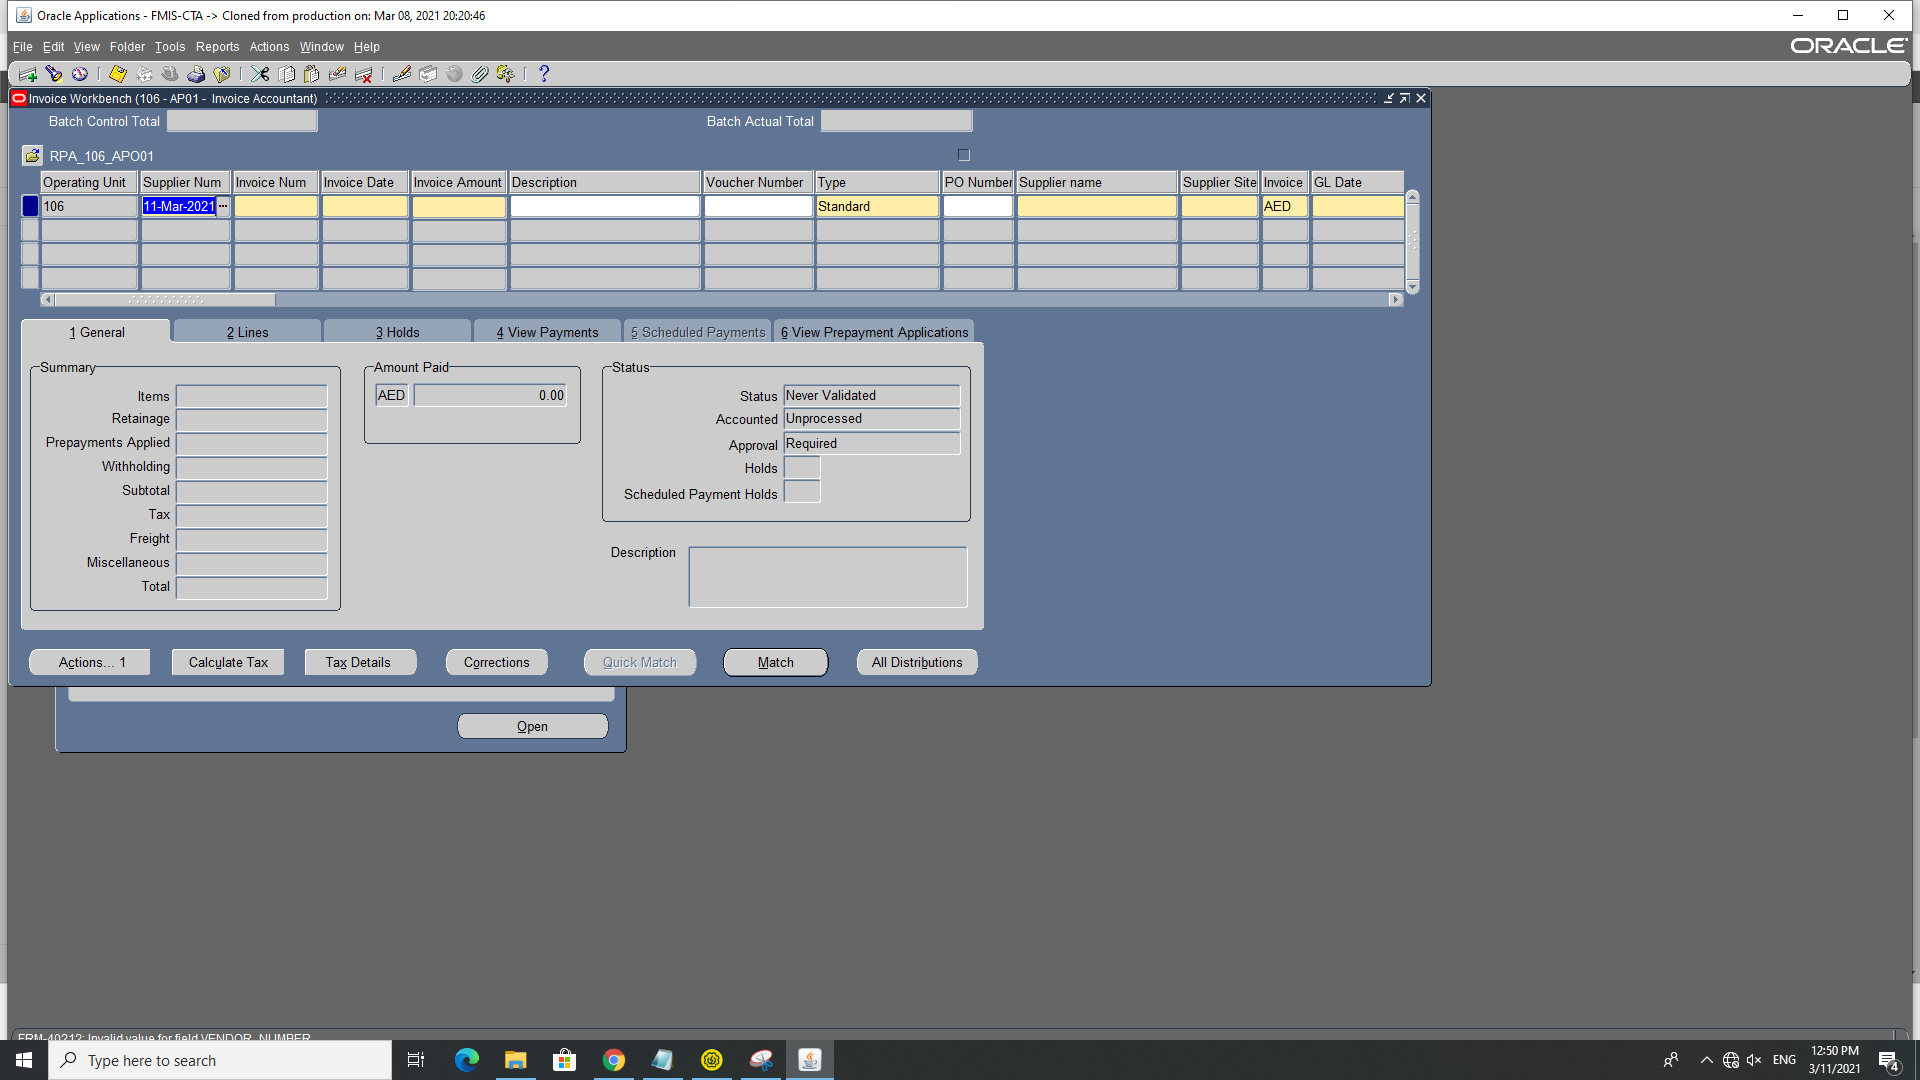 Oracle Applications - FMIS-CTA -> Cloned from production on: Mar 08, 2021 20:20:46
File Edit View Folder Tools Reports Actions Window Help
ORACLE
Invoice Workbench (106 - AP01 - Invoice Accountant)
Batch Control Total
Batch Actual Total
RPA_106_APO01
Operating Unit Supplier Num Invoice Num Invoice Date Invoice Amount Description Voucher Number Type PO Number Supplier name Supplier Site Invoice GL Date
106 11-Mar-2021 ... Standard AED
1 General 2 Lines 3 Holds 4 View Payments 5 Scheduled Payments 6 View Prepayment Applications
Summary
Items
Retainage
Prepayments Applied
Withholding
Subtotal
Tax
Freight
Miscellaneous
Total
Amount Paid
AED 0.00
Status
Status Never Validated
Accounted Unprocessed
Approval Required
Holds
Scheduled Payment Holds
Description
Actions... 1 Calculate Tax Tax Details Corrections Quick Match Match All Distributions
Open
FRM-40212: Invalid value for field VENDOR_NUMBER
Type here to search
ENG
12:50 PM
3/11/2021
4